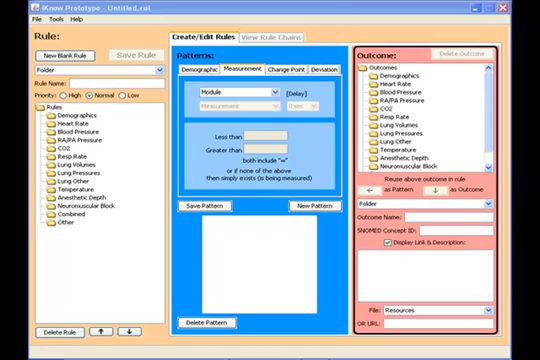 iKnow Prototype - Untitled.rul
File Tools Help
Rule:
New Blank Rule Save Rule
Folder
Rule Name:
Priority: High Normal Low
Rules
Demographics
Heart Rate
Blood Pressure
RA/PA Pressure
CO2
Resp Rate
Lung Volumes
Lung Pressures
Lung Other
Temperature
Anesthetic Depth
Neuromuscular Block
Combined
Other
Delete Rule
Create/Edit Rules View Rule Chains
Patterns:
Demographic Measurement Change Point Deviation
Module [Delay]
Measurement 0 sec
Less than
Greater than
both include "="
or if none of the above
then simply exists (is being measured)
Save Pattern New Pattern
Delete Pattern
Outcome: Delete Outcome
Outcomes
Demographics
Heart Rate
Blood Pressure
RA/PA Pressure
CO2
Resp Rate
Lung Volumes
Lung Pressures
Lung Other
Temperature
Anesthetic Depth
Neuromuscular Block
Reuse above outcome in rule
as Pattern as Outcome
Folder
Outcome Name:
SNOMED Concept ID:
Display Link & Description:
File: Resources
OR URL: